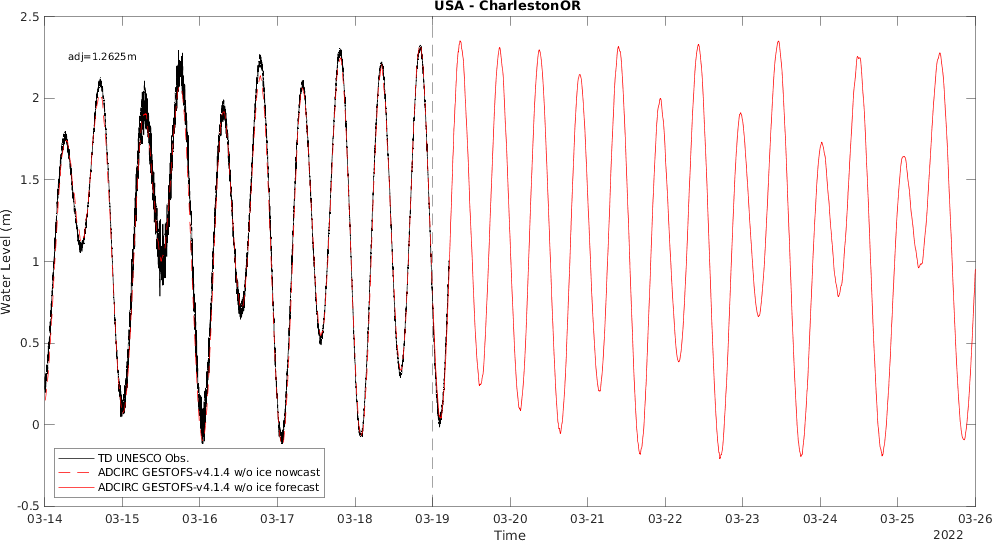 USA - CharlestonOR
adj=1.2625m
2.5
2
1.5
1
0.5
0
-0.5
Water Level (m)
TD UNESCO Obs.
ADCIRC GESTOFS-v4.1.4 w/o ice nowcast
ADCIRC GESTOFS-v4.1.4 w/o ice forecast
03-14 03-15 03-16 03-17 03-18 03-19 03-20 03-21 03-22 03-23 03-24 03-25 03-26
Time
2022